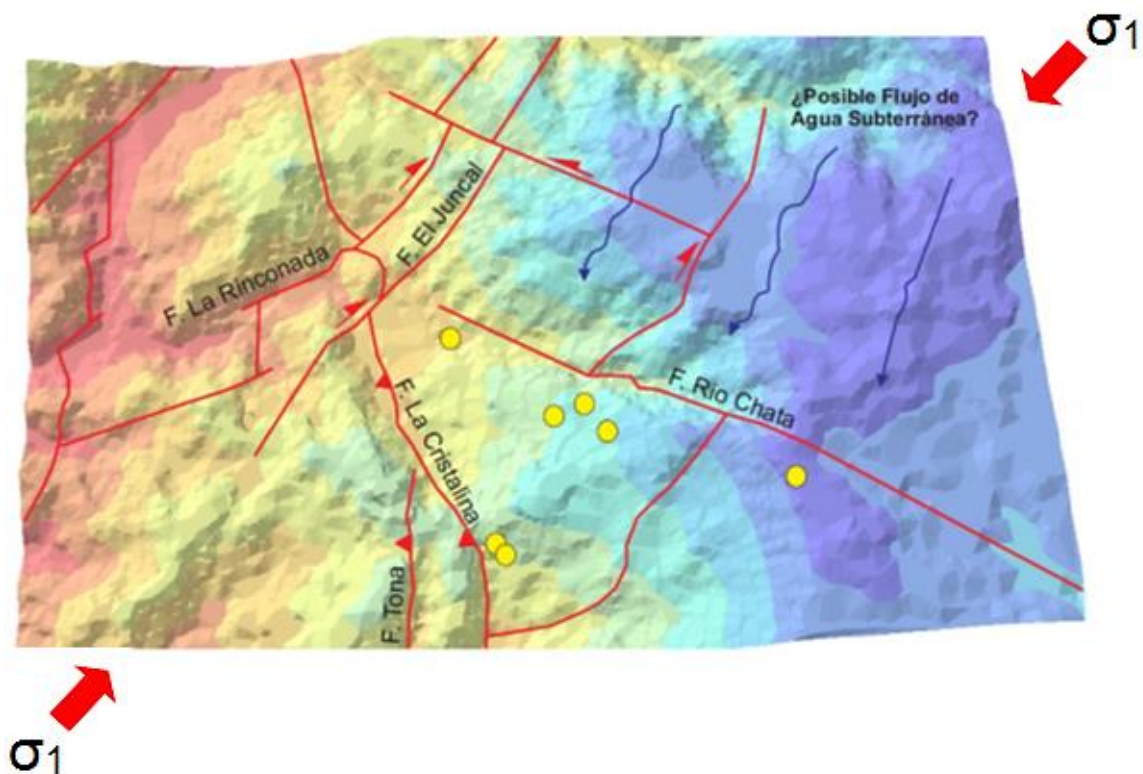 σ1
¿Posible Flujo de
Agua Subterránea?
F. El Juncal
F. La Rinconada
F. Rio Chata
F. La Cristalina
F. Tona
σ1